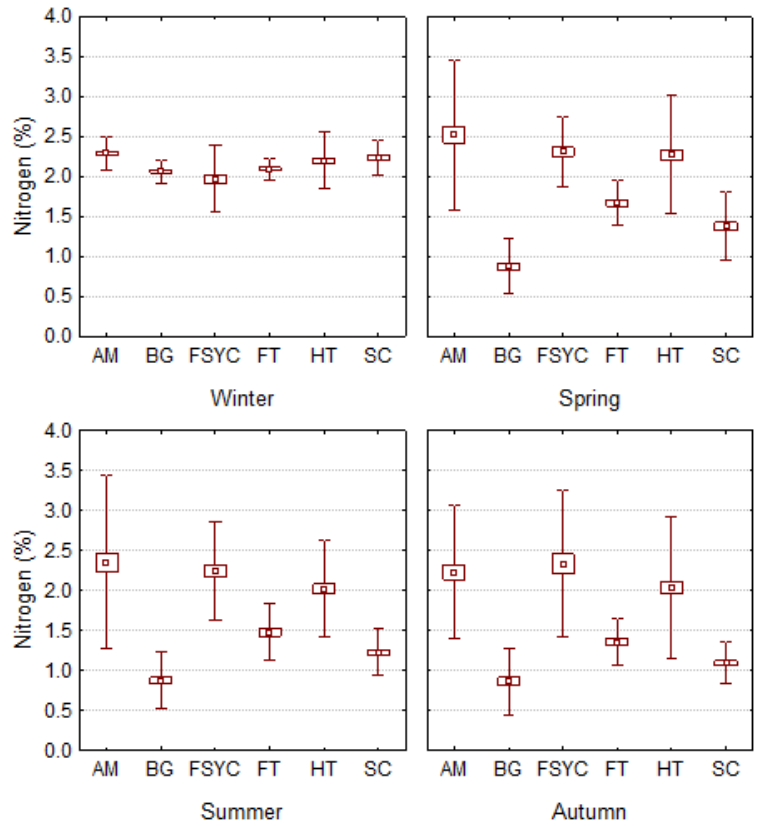 4.0
3.5
3.0
2.5
2.0
1.5
1.0
0.5
0.0
Nitrogen (%)
AM BG FSYC FT HT SC
Winter
AM BG FSYC FT HT SC
Spring
4.0
3.5
3.0
2.5
2.0
1.5
1.0
0.5
0.0
Nitrogen (%)
AM BG FSYC FT HT SC
Summer
AM BG FSYC FT HT SC
Autumn